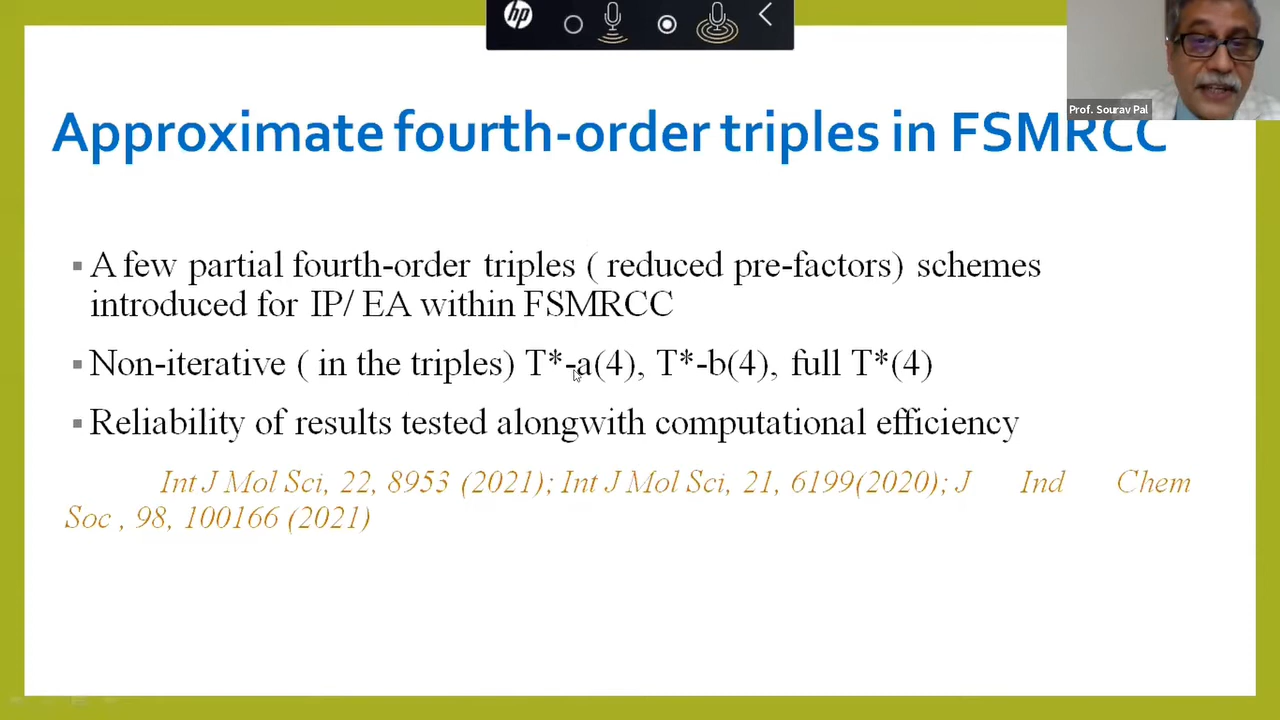 hp
Prof. Sourav Pal
Approximate fourth-order triples in FSMRCC
▪ A few partial fourth-order triples ( reduced pre-factors) schemes
introduced for IP/ EA within FSMRCC
▪ Non-iterative ( in the triples) T*-a(4), T*-b(4), full T*(4)
▪ Reliability of results tested alongwith computational efficiency
Int J Mol Sci, 22, 8953 (2021); Int J Mol Sci, 21, 6199(2020); J Ind Chem
Soc , 98, 100166 (2021)